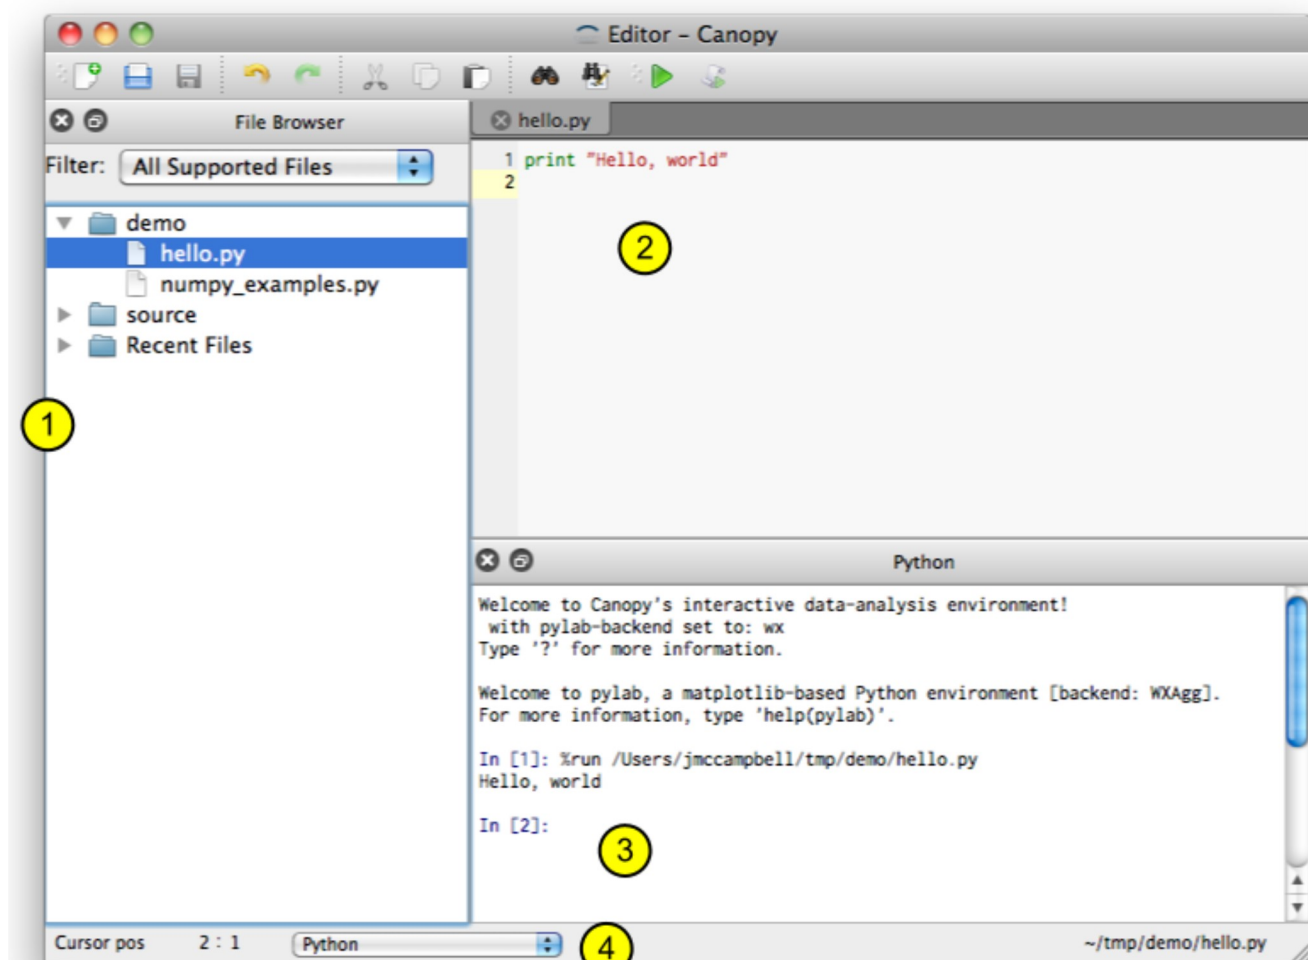 Editor – Canopy
File Browser
Filter: All Supported Files
demo
hello.py
numpy_examples.py
source
Recent Files
1
hello.py
1 print "Hello, world"
2
2
Python
Welcome to Canopy's interactive data-analysis environment!
with pylab-backend set to: wx
Type '?' for more information.
Welcome to pylab, a matplotlib-based Python environment [backend: WXAgg].
For more information, type 'help(pylab)'.
In [1]: %run /Users/jmccampbell/tmp/demo/hello.py
Hello, world
In [2]:
3
Cursor pos 2 : 1 Python 4 ~/tmp/demo/hello.py